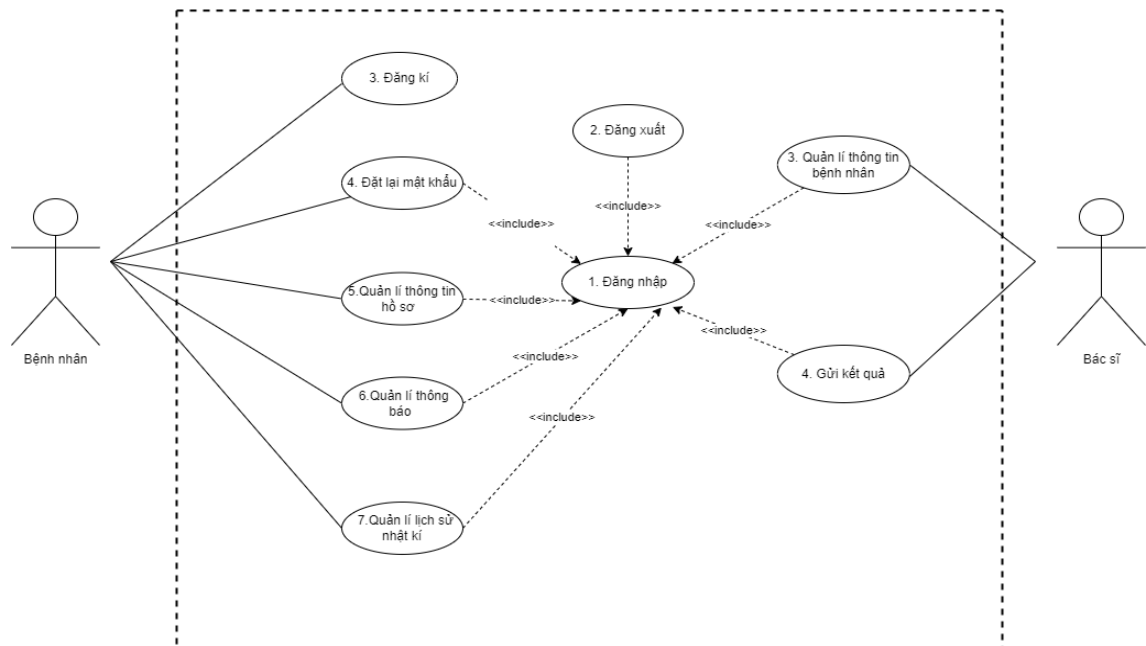 3. Đăng kí
2. Đăng xuất
3. Quản lí thông tin
bệnh nhân
4. Đặt lại mật khẩu
<<include>>
<<include>>
<<include>>
1. Đăng nhập
5.Quản lí thông tin
hồ sơ
<<include>>
<<include>>
<<include>>
Bệnh nhân
Bác sĩ
4. Gửi kết quả
6.Quản lí thông
báo
<<include>>
7.Quản lí lịch sử
nhật kí